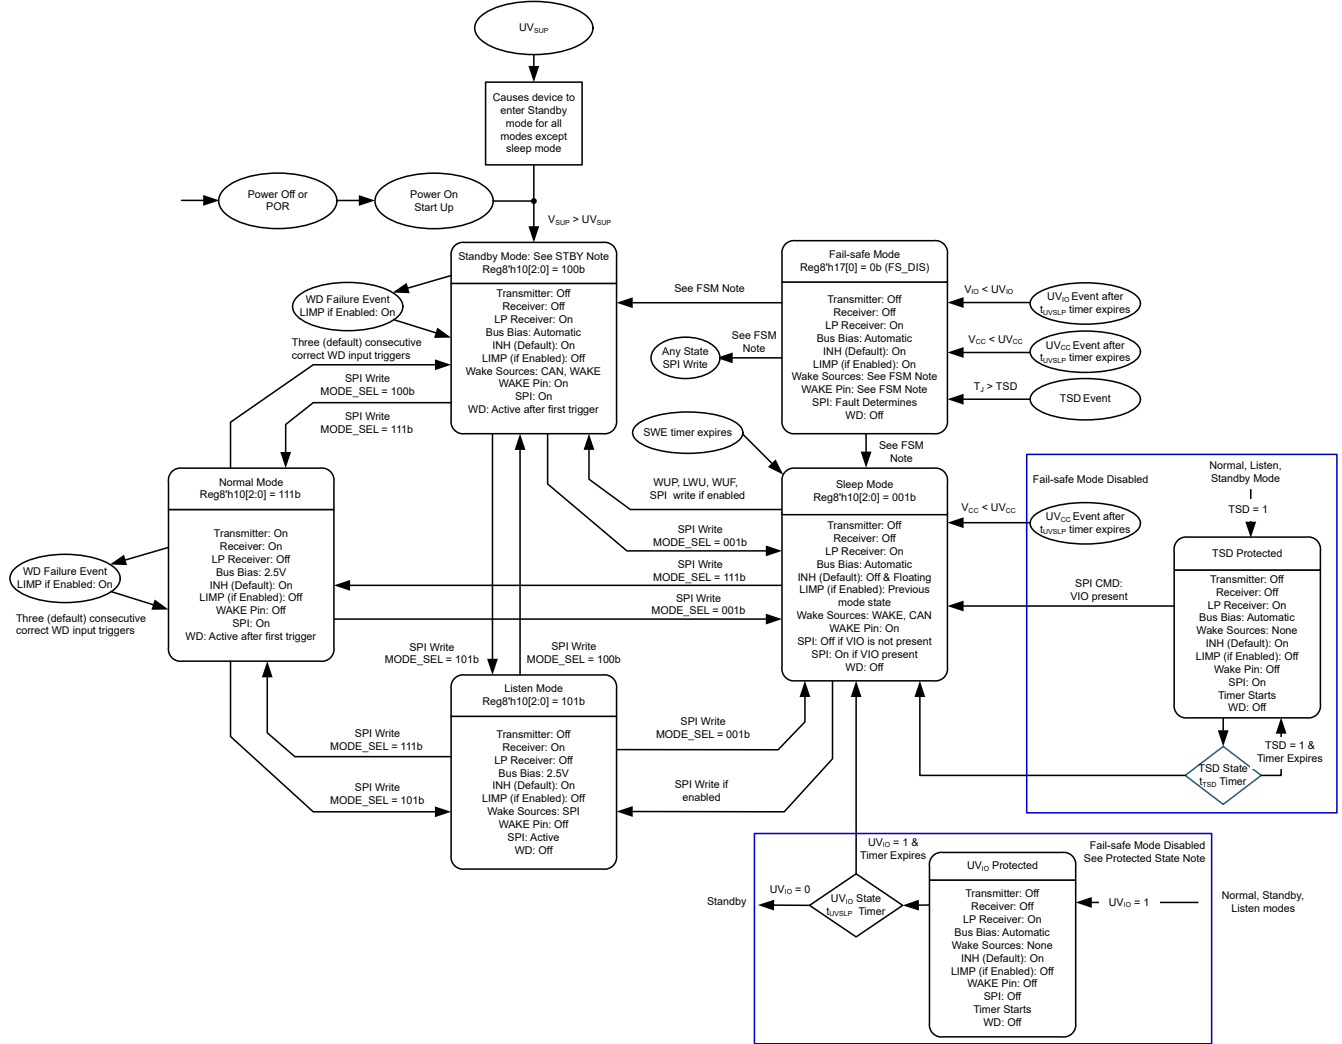 UVSUP
Causes device to
enter Standby
mode for all
modes except
sleep mode
Power Off or
POR
Power On
Start Up
VSUP > UVSUP
Standby Mode: See STBY Note
Reg8'h10[2:0] = 100b
Transmitter: Off
Receiver: Off
LP Receiver: On
Bus Bias: Automatic
INH (Default): On
LIMP (if Enabled): Off
Wake Sources: CAN, WAKE
WAKE Pin: On
SPI: On
WD: Active after first trigger
WD Failure Event
LIMP if Enabled: On
Three (default) consecutive
correct WD input triggers
SPI Write
MODE_SEL = 100b
SPI Write
MODE_SEL = 111b
Fail-safe Mode
Reg8'h17[0] = 0b (FS_DIS)
Transmitter: Off
Receiver: Off
LP Receiver: On
Bus Bias: Automatic
INH (Default): On
LIMP (if Enabled): On
Wake Sources: See FSM Note
WAKE Pin: See FSM Note
SPI: Fault Determines
WD: Off
See FSM Note
See FSM
Note
Any State
SPI Write
VIO < UVIO
UVIO Event after
tUVSLP timer expires
VCC < UVCC
UVCC Event after
tUVSLP timer expires
TJ > TSD
TSD Event
SWE timer expires
See FSM
Note
Normal Mode
Reg8'h10[2:0] = 111b
Transmitter: On
Receiver: On
LP Receiver: Off
Bus Bias: 2.5V
INH (Default): On
LIMP (if Enabled): Off
WAKE Pin: Off
SPI: On
WD: Active after first trigger
WD Failure Event
LIMP if Enabled: On
Three (default) consecutive
correct WD input triggers
WUP, LWU, WUF,
SPI write if enabled
SPI Write
MODE_SEL = 001b
SPI Write
MODE_SEL = 111b
SPI Write
MODE_SEL = 001b
Sleep Mode
Reg8'h10[2:0] = 001b
Transmitter: Off
Receiver: Off
LP Receiver: On
Bus Bias: Automatic
INH (Default): Off & Floating
LIMP (if Enabled): Previous
mode state
Wake Sources: WAKE, CAN
WAKE Pin: On
SPI: Off if VIO is not present
SPI: On if VIO present
WD: Off
VCC < UVCC
Fail-safe Mode Disabled
UVCC Event after
tUVSLP timer expires
Normal, Listen,
Standby Mode
TSD = 1
TSD Protected
Transmitter: Off
Receiver: Off
LP Receiver: On
Bus Bias: Automatic
Wake Sources: None
INH (Default): On
LIMP (if Enabled): Off
Wake Pin: Off
SPI: On
Timer Starts
WD: Off
SPI CMD:
VIO present
TSD State
tTSD Timer
TSD = 1 &
Timer Expires
SPI Write
MODE_SEL = 101b
SPI Write
MODE_SEL = 100b
Listen Mode
Reg8'h10[2:0] = 101b
Transmitter: Off
Receiver: On
LP Receiver: Off
Bus Bias: 2.5V
INH (Default): On
LIMP (if Enabled): Off
Wake Sources: SPI
WAKE Pin: Off
SPI: Active
WD: Off
SPI Write
MODE_SEL = 111b
SPI Write
MODE_SEL = 101b
SPI Write
MODE_SEL = 001b
SPI Write if
enabled
UVIO = 1 &
Timer Expires
Fail-safe Mode Disabled
See Protected State Note
UVIO Protected
Transmitter: Off
Receiver: Off
LP Receiver: On
Bus Bias: Automatic
Wake Sources: None
INH (Default): On
LIMP (if Enabled): Off
WAKE Pin: Off
SPI: Off
Timer Starts
WD: Off
Standby
UVIO = 0
UVIO State
tUVSLP Timer
UVIO = 1
Normal, Standby,
Listen modes